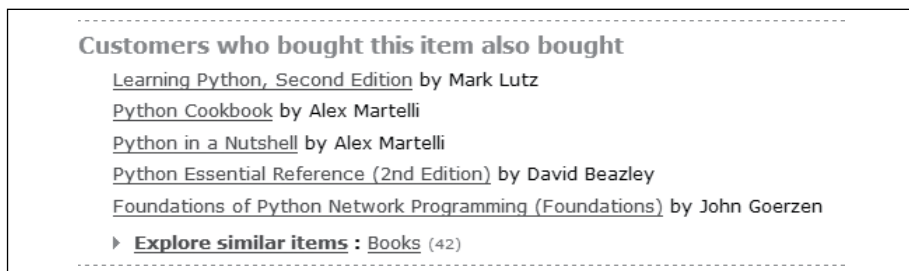 Customers who bought this item also bought
Learning Python, Second Edition by Mark Lutz
Python Cookbook by Alex Martelli
Python in a Nutshell by Alex Martelli
Python Essential Reference (2nd Edition) by David Beazley
Foundations of Python Network Programming (Foundations) by John Goerzen
Explore similar items : Books (42)